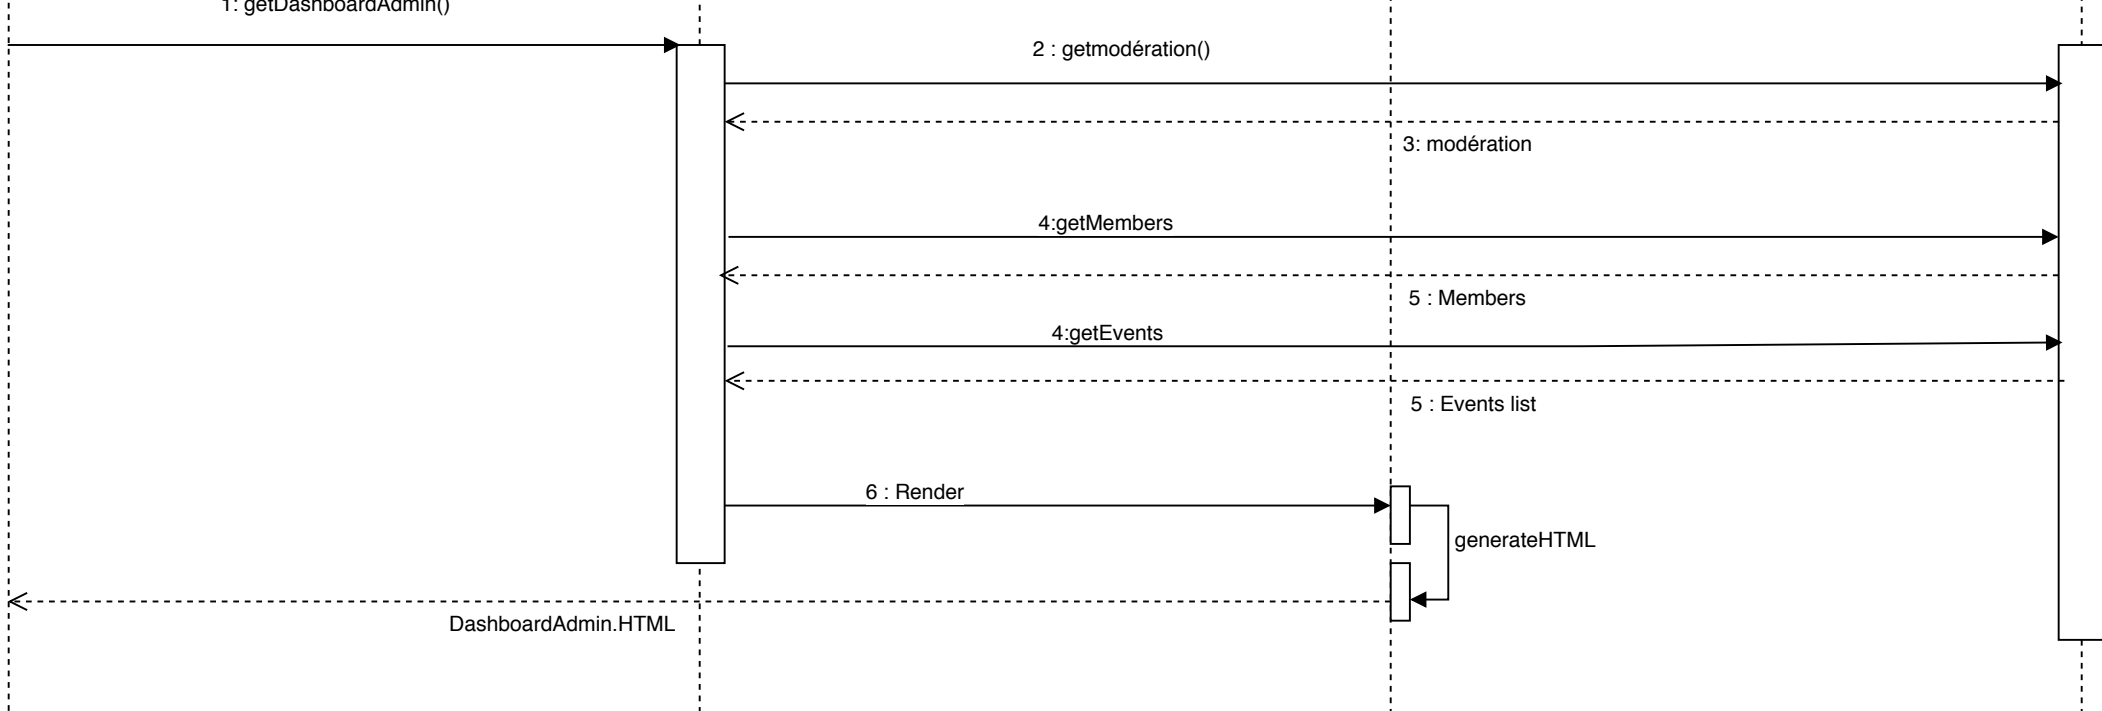 1: getDashboardAdmin()
2 : getmodération()
3: modération
4:getMembers
5 : Members
4:getEvents
5 : Events list
6 : Render
generateHTML
DashboardAdmin.HTML